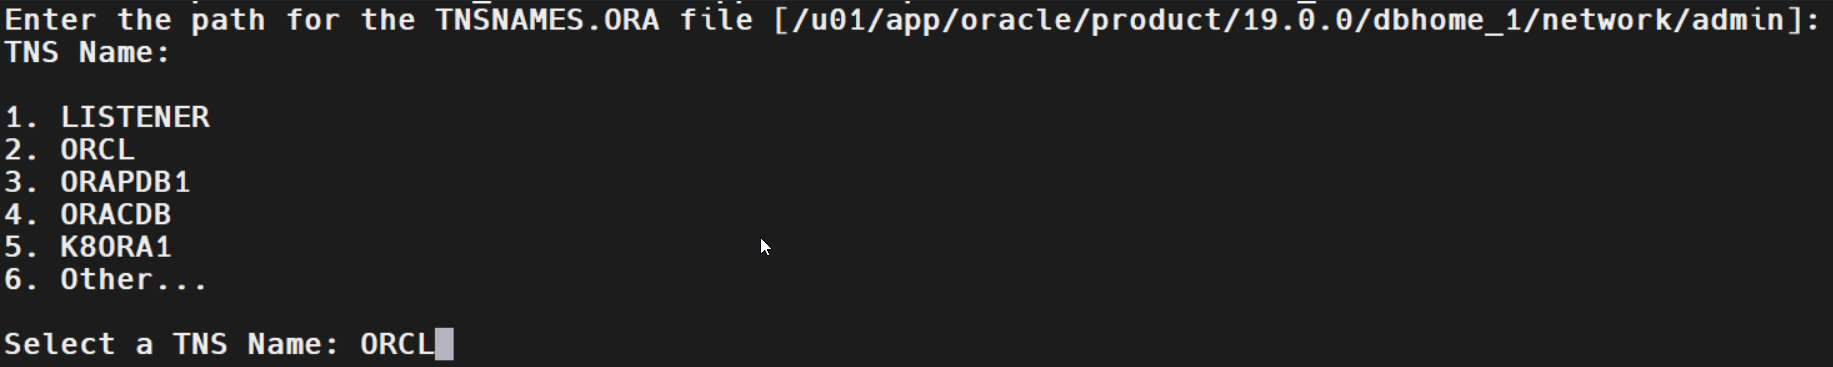 Enter the path for the TNSNAMES.ORA file [/u01/app/oracle/product/19.0.0/dbhome_1/network/admin]:
TNS Name:
1. LISTENER
2. ORCL
3. ORAPDB1
4. ORACDB
5. K8ORA1
6. Other...
Select a TNS Name: ORCL